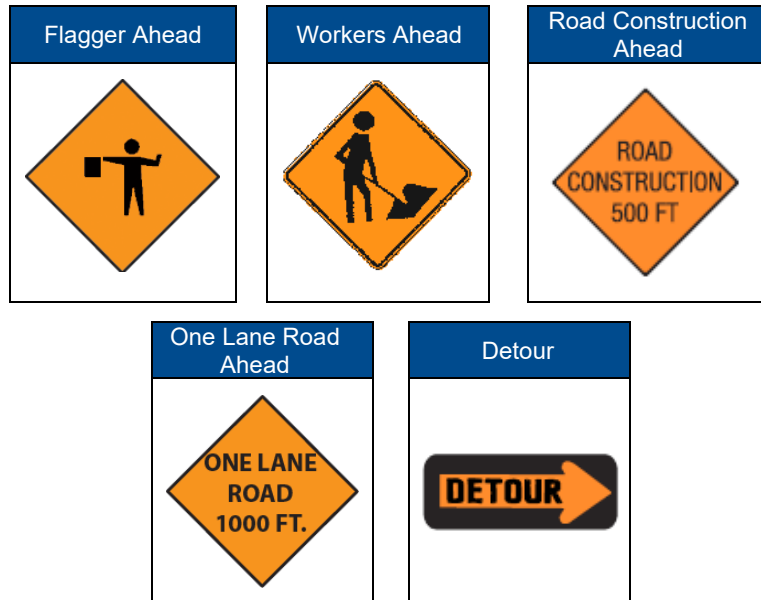 Flagger Ahead
Workers Ahead
Road Construction
Ahead
ROAD
CONSTRUCTION
500 FT
One Lane Road
Ahead
Detour
ONE LANE
ROAD
1000 FT.
DETOUR